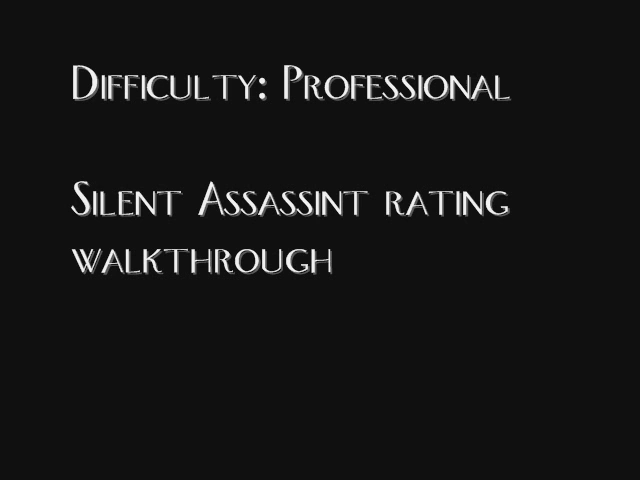 Difficulty: Professional
Silent Assassint rating
walkthrough